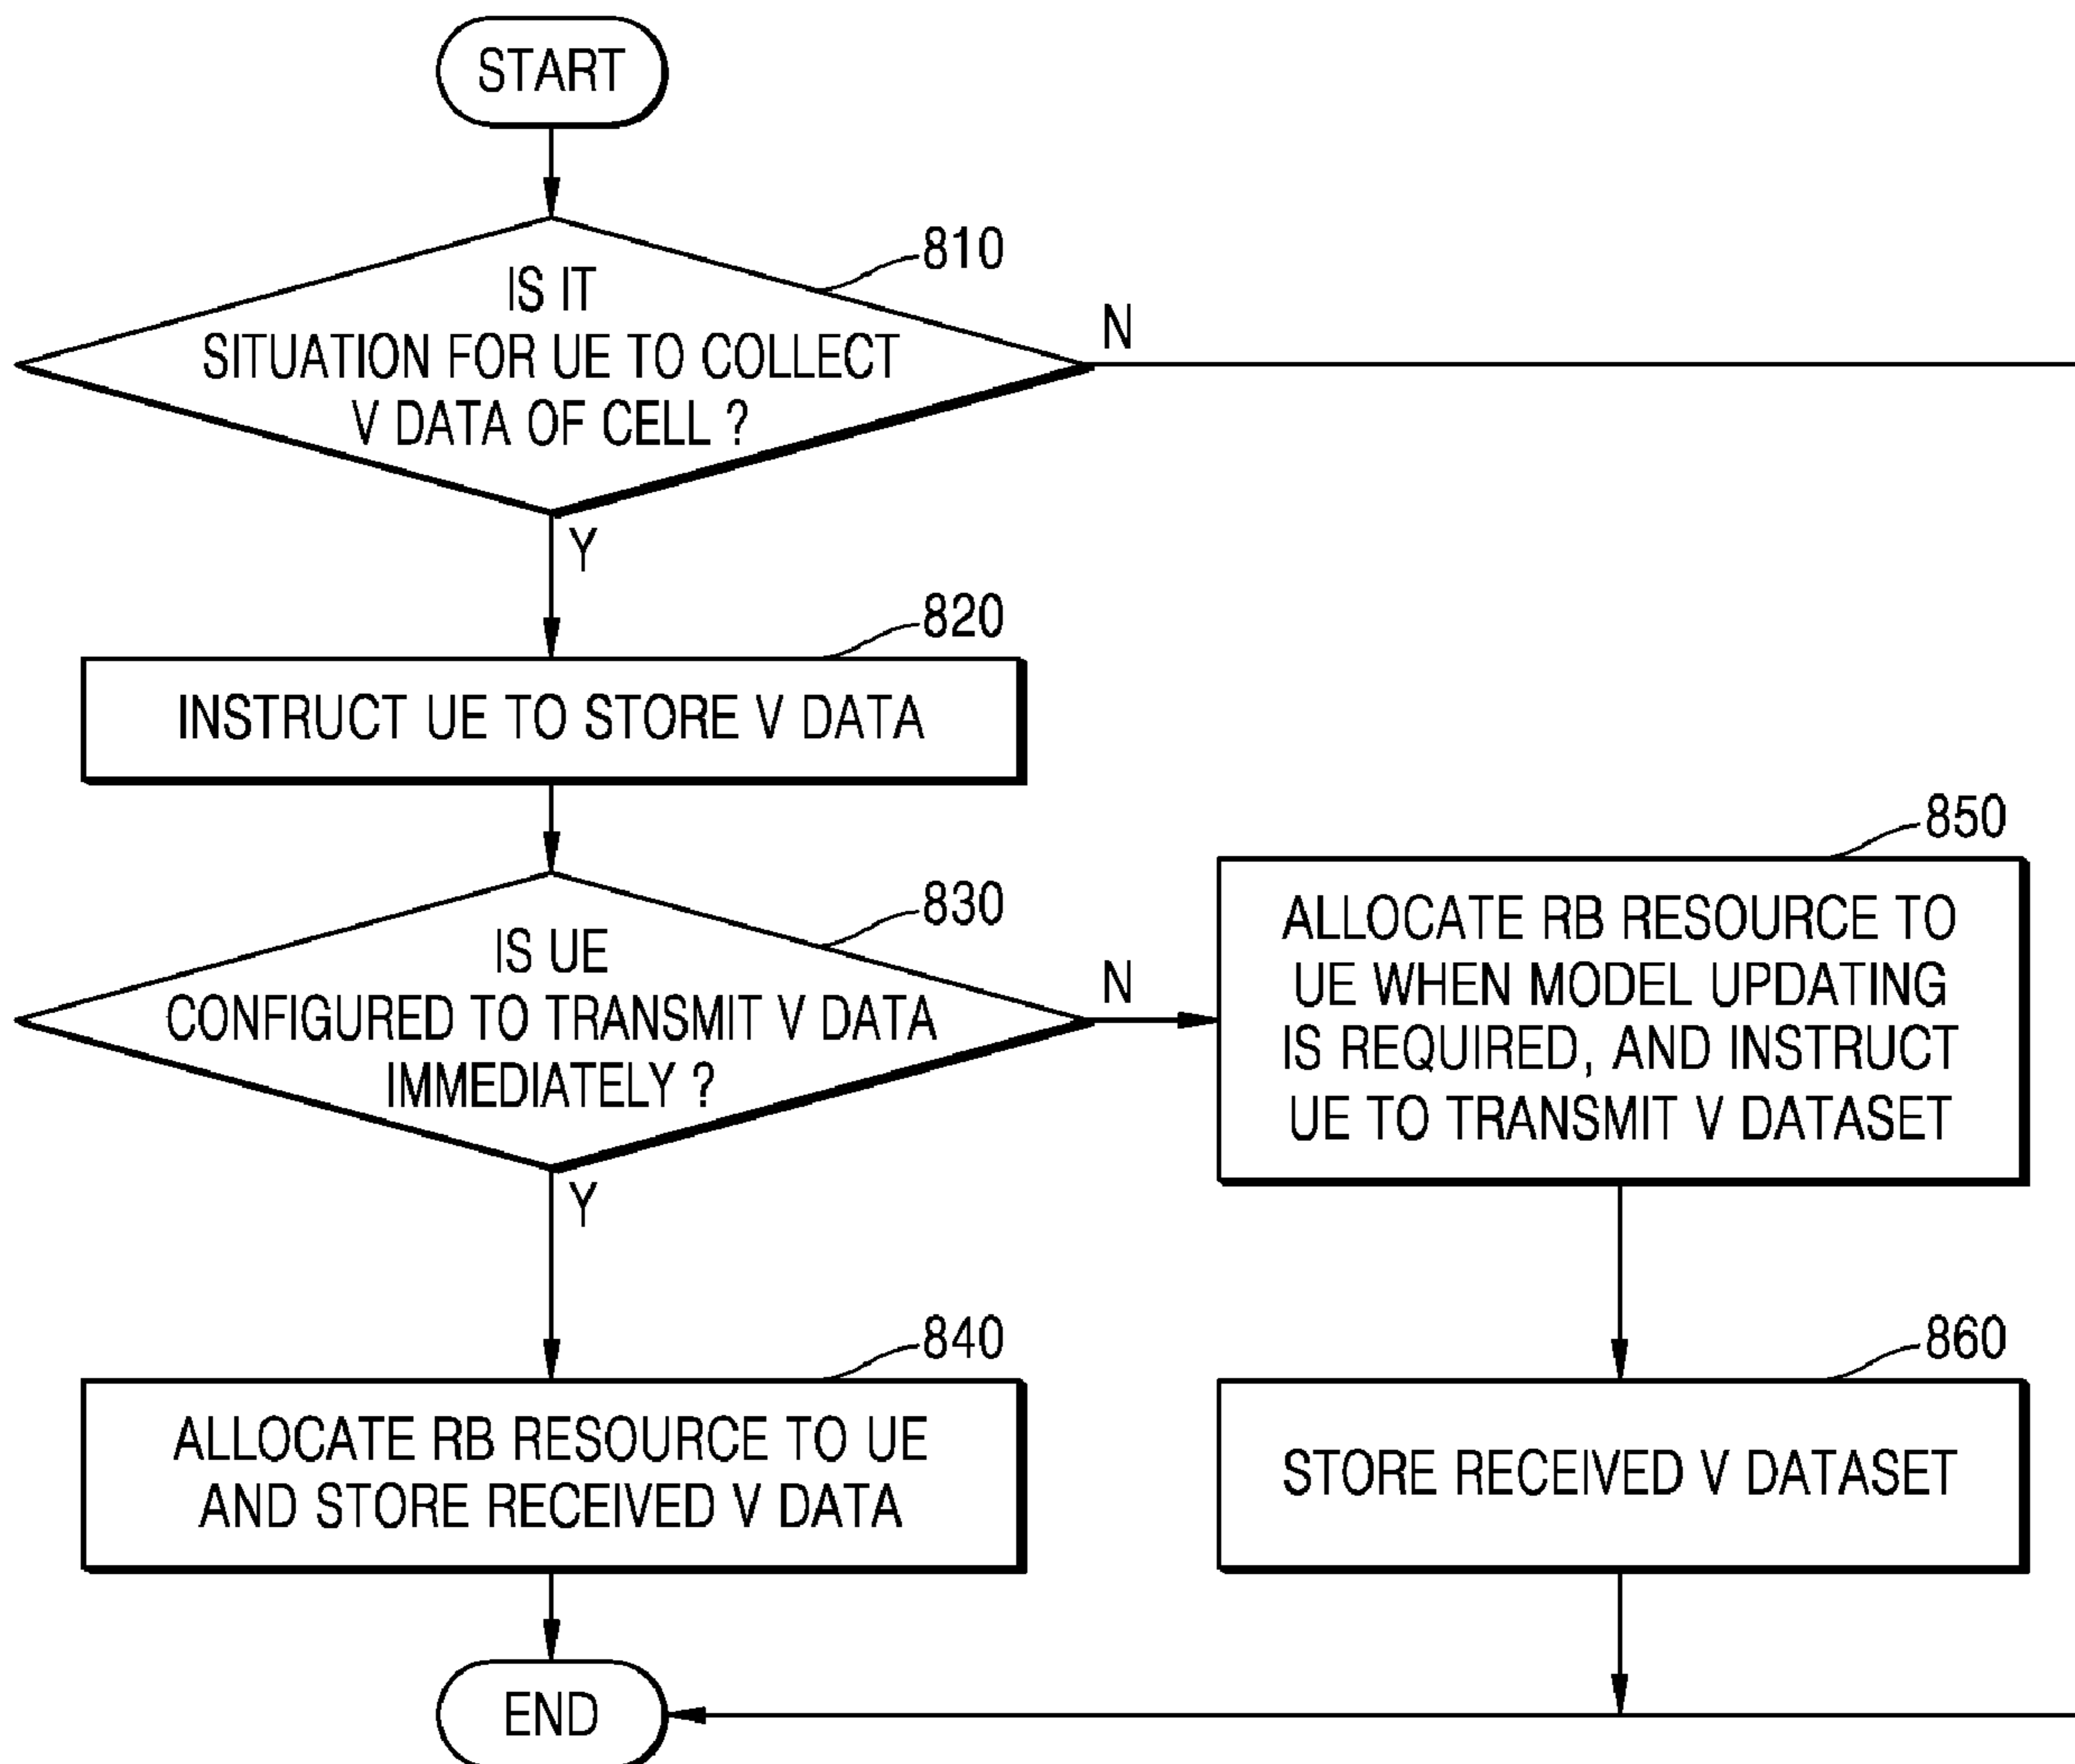 START
810
IS IT
SITUATION FOR UE TO COLLECT
V DATA OF CELL ?
N
Y
820
INSTRUCT UE TO STORE V DATA
830
IS UE
CONFIGURED TO TRANSMIT V DATA
IMMEDIATELY ?
N
Y
850
ALLOCATE RB RESOURCE TO
UE WHEN MODEL UPDATING
IS REQUIRED, AND INSTRUCT
UE TO TRANSMIT V DATASET
840
ALLOCATE RB RESOURCE TO UE
AND STORE RECEIVED V DATA
860
STORE RECEIVED V DATASET
END